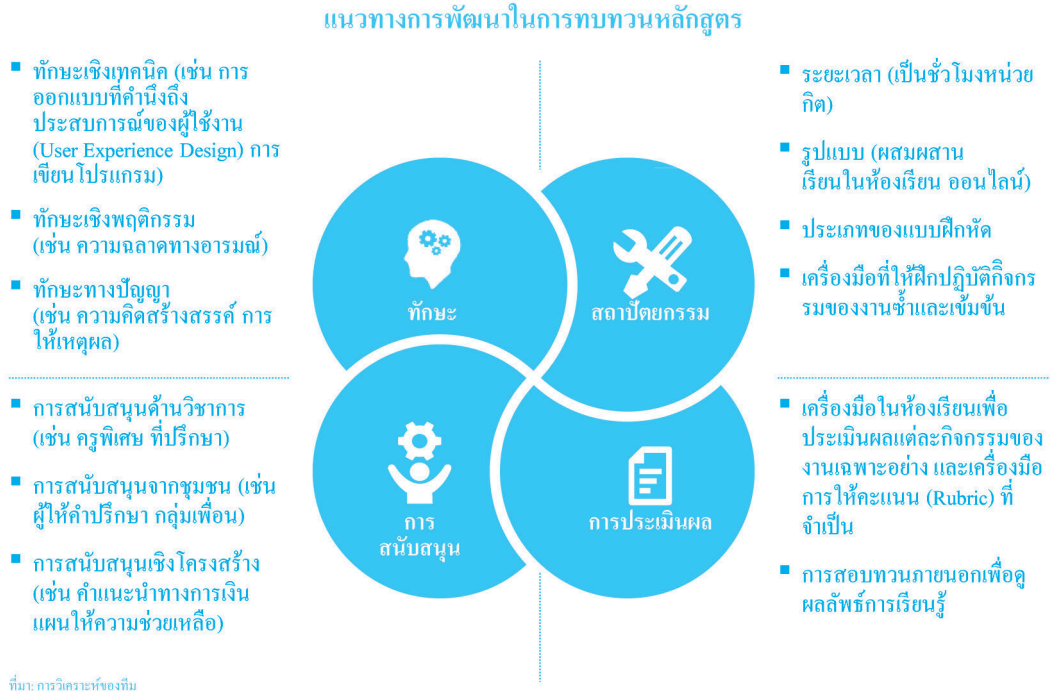 แนวทางการพัฒนาในการทบทวนหลักสูตร
▪ ทักษะเชิงเทคนิค (เช่น การ
ออกแบบที่คำนึงถึง
ประสบการณ์ของผู้ใช้งาน
(User Experience Design) การ
เขียนโปรแกรม)
▪ ทักษะเชิงพฤติกรรม
(เช่น ความฉลาดทางอารมณ์)
▪ ทักษะทางปัญญา
(เช่น ความคิดสร้างสรรค์ การ
ให้เหตุผล)
ทักษะ
สถาปัตยกรรม
▪ ระยะเวลา (เป็นชั่วโมงหน่วย
กิต)
▪ รูปแบบ (ผสมผสาน
เรียนในห้องเรียน ออนไลน์)
▪ ประเภทของแบบฝึกหัด
▪ เครื่องมือที่ให้ฝึกปฏิบัติกิจกร
รมของงานซ้ำและเข้มข้น
▪ การสนับสนุนด้านวิชาการ
(เช่น ครูพิเศษ ที่ปรึกษา)
▪ การสนับสนุนจากชุมชน (เช่น
ผู้ให้คำปรึกษา กลุ่มเพื่อน)
▪ การสนับสนุนเชิงโครงสร้าง
(เช่น คำแนะนำทางการเงิน
แผนให้ความช่วยเหลือ)
การ
สนับสนุน
การประเมินผล
▪ เครื่องมือในห้องเรียนเพื่อ
ประเมินผลแต่ละกิจกรรมของ
งานเฉพาะอย่าง และเครื่องมือ
การให้คะแนน (Rubric) ที่
จำเป็น
▪ การสอบทวนภายนอกเพื่อดู
ผลลัพธ์การเรียนรู้
ที่มา: การวิเคราะห์ของทีม